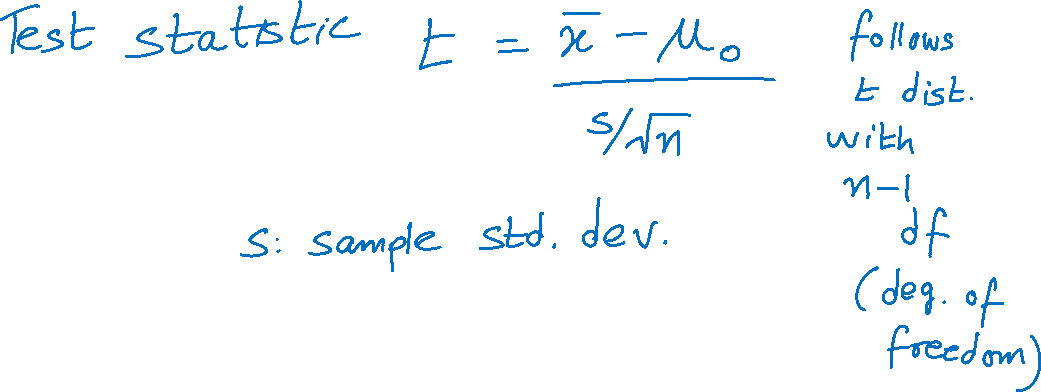 Test statistic t = x̄ - μ₀
s/√n
follows
t dist.
with
n-1
df
(deg. of
freedom)
s: sample std. dev.